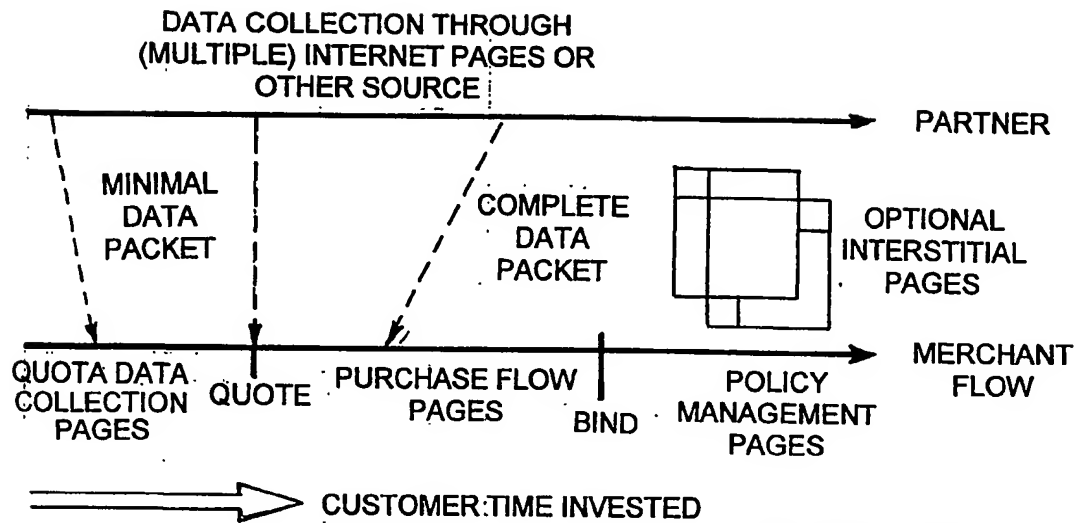 DATA COLLECTION THROUGH
(MULTIPLE) INTERNET PAGES OR
OTHER SOURCE
PARTNER
MINIMAL
DATA
PACKET
COMPLETE
DATA
PACKET
OPTIONAL
INTERSTITIAL
PAGES
MERCHANT
FLOW
QUOTA DATA
COLLECTION
PAGES
QUOTE
PURCHASE FLOW
PAGES
BIND
POLICY
MANAGEMENT
PAGES
CUSTOMER:TIME INVESTED